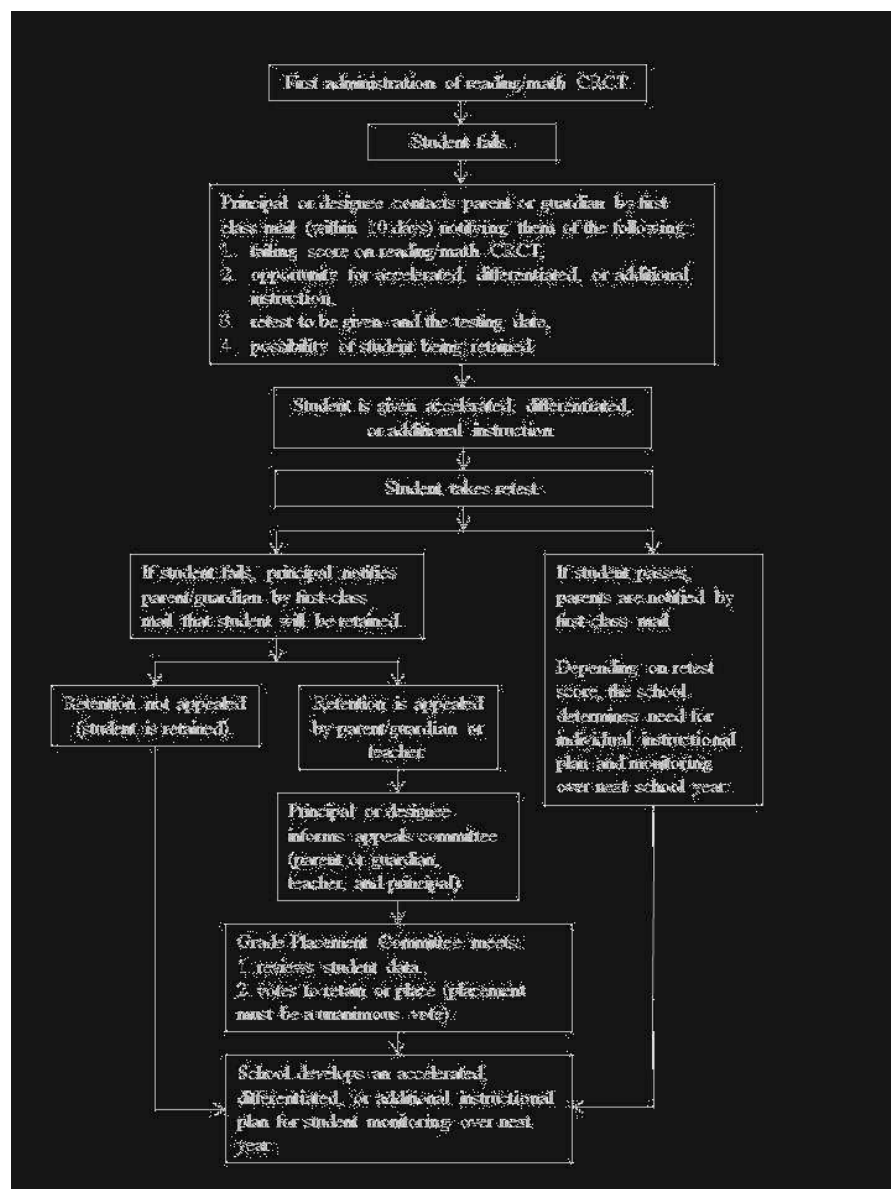 First administration of reading/math CRCT
Student fails
Principal or designee contacts parent or guardian by first
class mail (within 10 days) notifying them of the following:
1. failing score on reading/math CRCT,
2. opportunity for accelerated, differentiated, or additional
instruction,
3. retest to be given and the testing date,
4. possibility of student being retained.
Student is given accelerated, differentiated,
or additional instruction
Student takes retest
If student fails, principal notifies
parent/guardian by first-class
mail that student will be retained.
If student passes,
parents are notified by
first-class mail
Depending on retest
score, the school
determines need for
individual instructional
plan and monitoring
over next school year.
Retention not appealed
(student is retained)
Retention is appealed
by parent/guardian or
teacher
Principal or designee
informs appeals committee
(parent or guardian,
teacher, and principal)
Grade Placement Committee meets:
1. reviews student data
2. votes to retain or place (placement
must be a unanimous vote)
School develops an accelerated,
differentiated, or additional instructional
plan for student monitoring over next
year